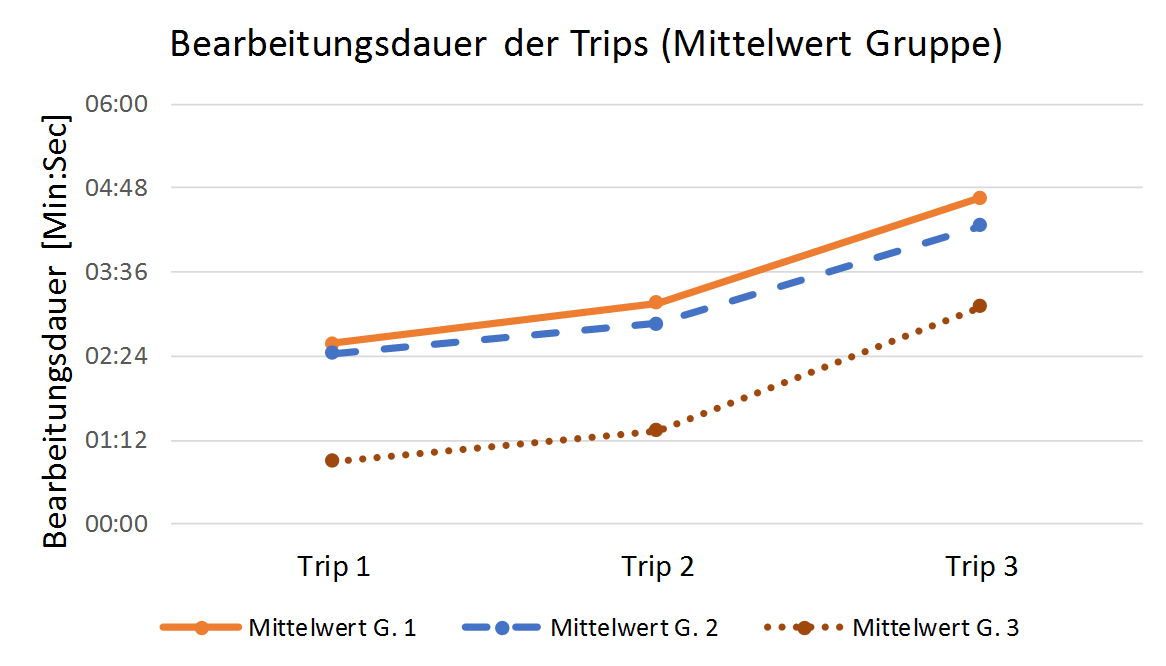 Bearbeitungsdauer der Trips (Mittelwert Gruppe)
Bearbeitungsdauer [Min:Sec]
06:00
04:48
03:36
02:24
01:12
00:00
Trip 1 Trip 2 Trip 3
Mittelwert G. 1 Mittelwert G. 2 Mittelwert G. 3